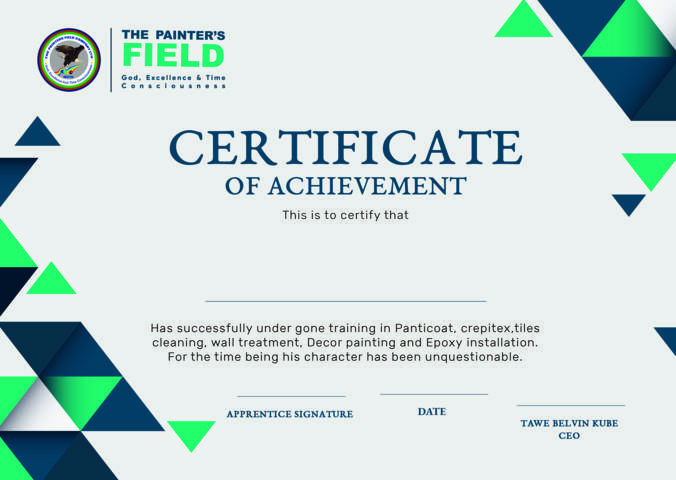 THE PAINTER'S
FIELD
God, Excellence & Time
Consciousness
CERTIFICATE
OF ACHIEVEMENT
This is to certify that
Has successfully under gone training in Panticoat, crepitex,tiles
cleaning, wall treatment, Decor painting and Epoxy installation.
For the time being his character has been unquestionable.
APPRENTICE SIGNATURE
DATE
TAWE BELVIN KUBE
CEO